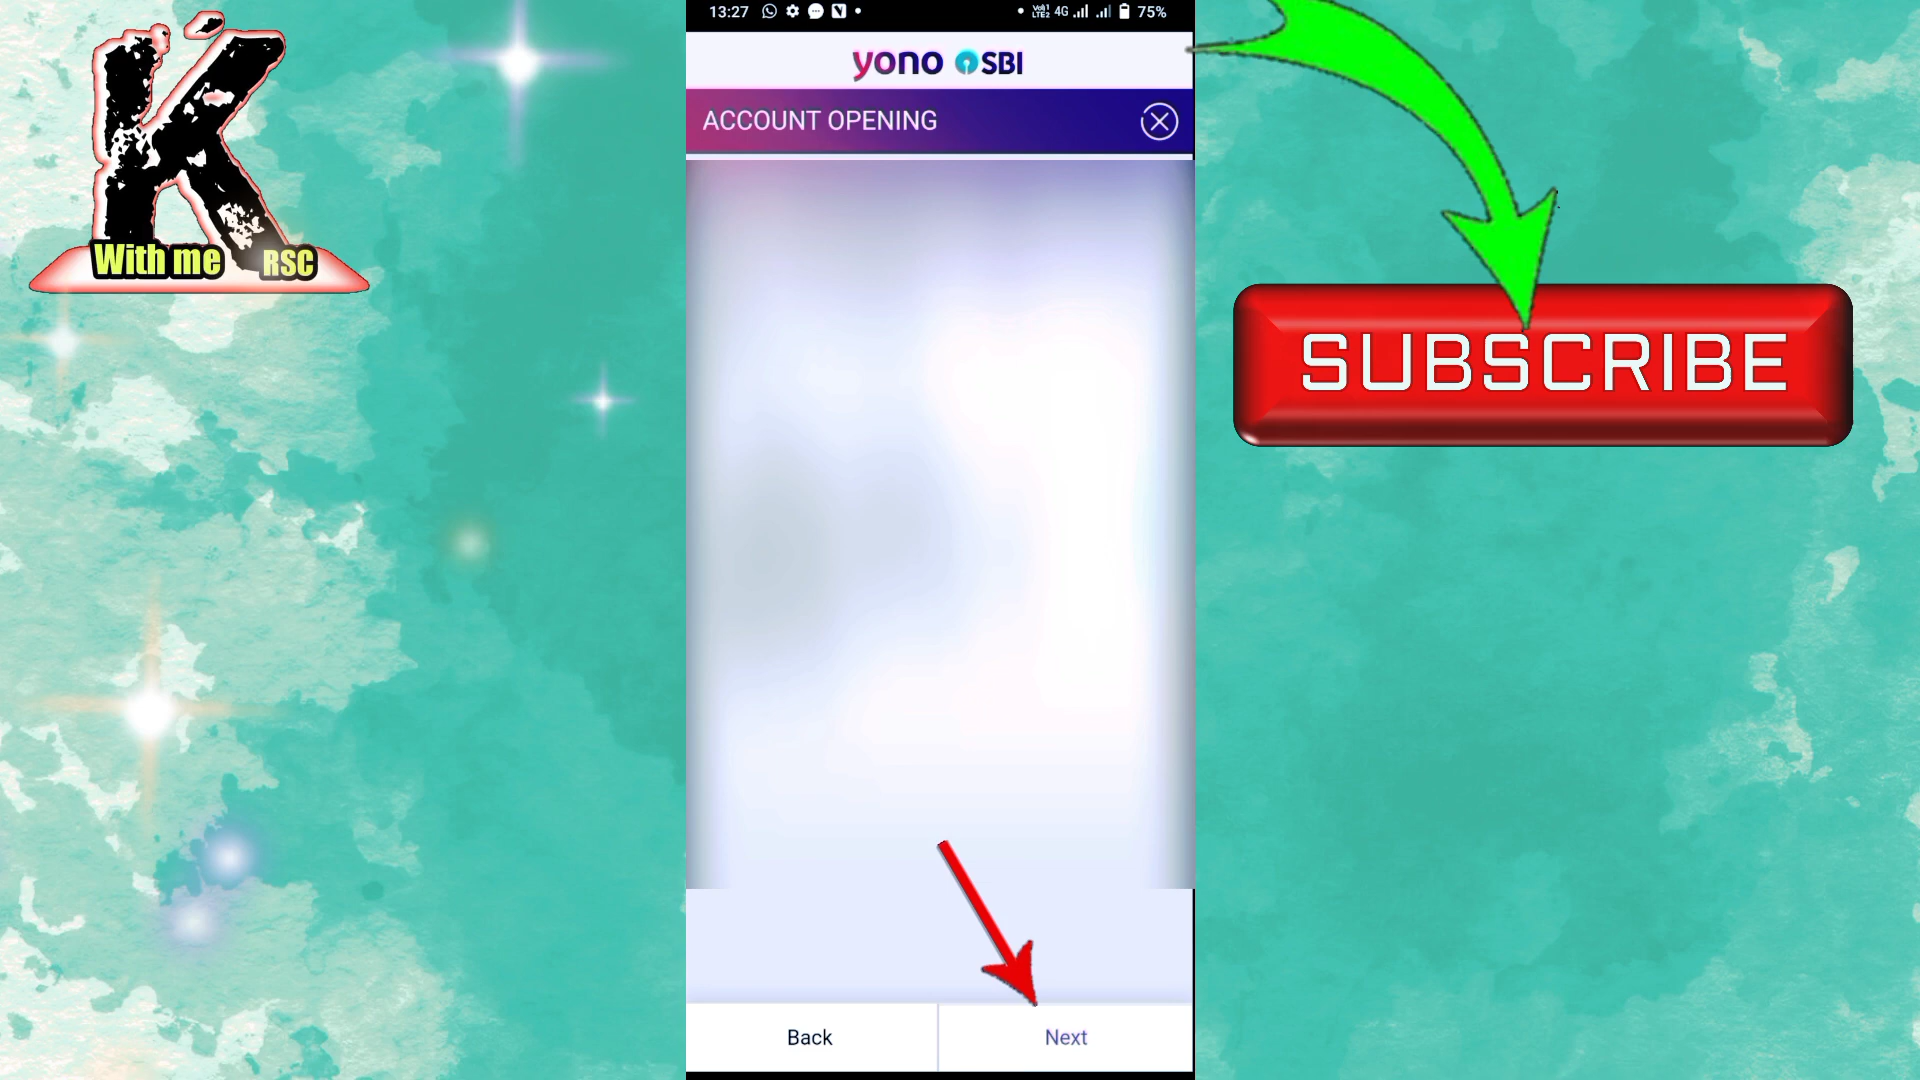 K
With me RSC
13:27
4G 75%
yono SBI
ACCOUNT OPENING
SUBSCRIBE
Back
Next